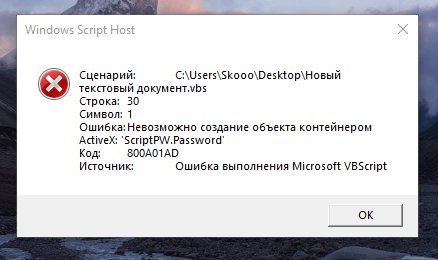 Windows Script Host
Сценарий: C:\Users\Skooo\Desktop\Новый
текстовый документ.vbs
Строка: 30
Символ: 1
Ошибка: Невозможно создание объекта контейнером
ActiveX: 'ScriptPW.Password'
Код: 800A01AD
Источник: Ошибка выполнения Microsoft VBScript
OK